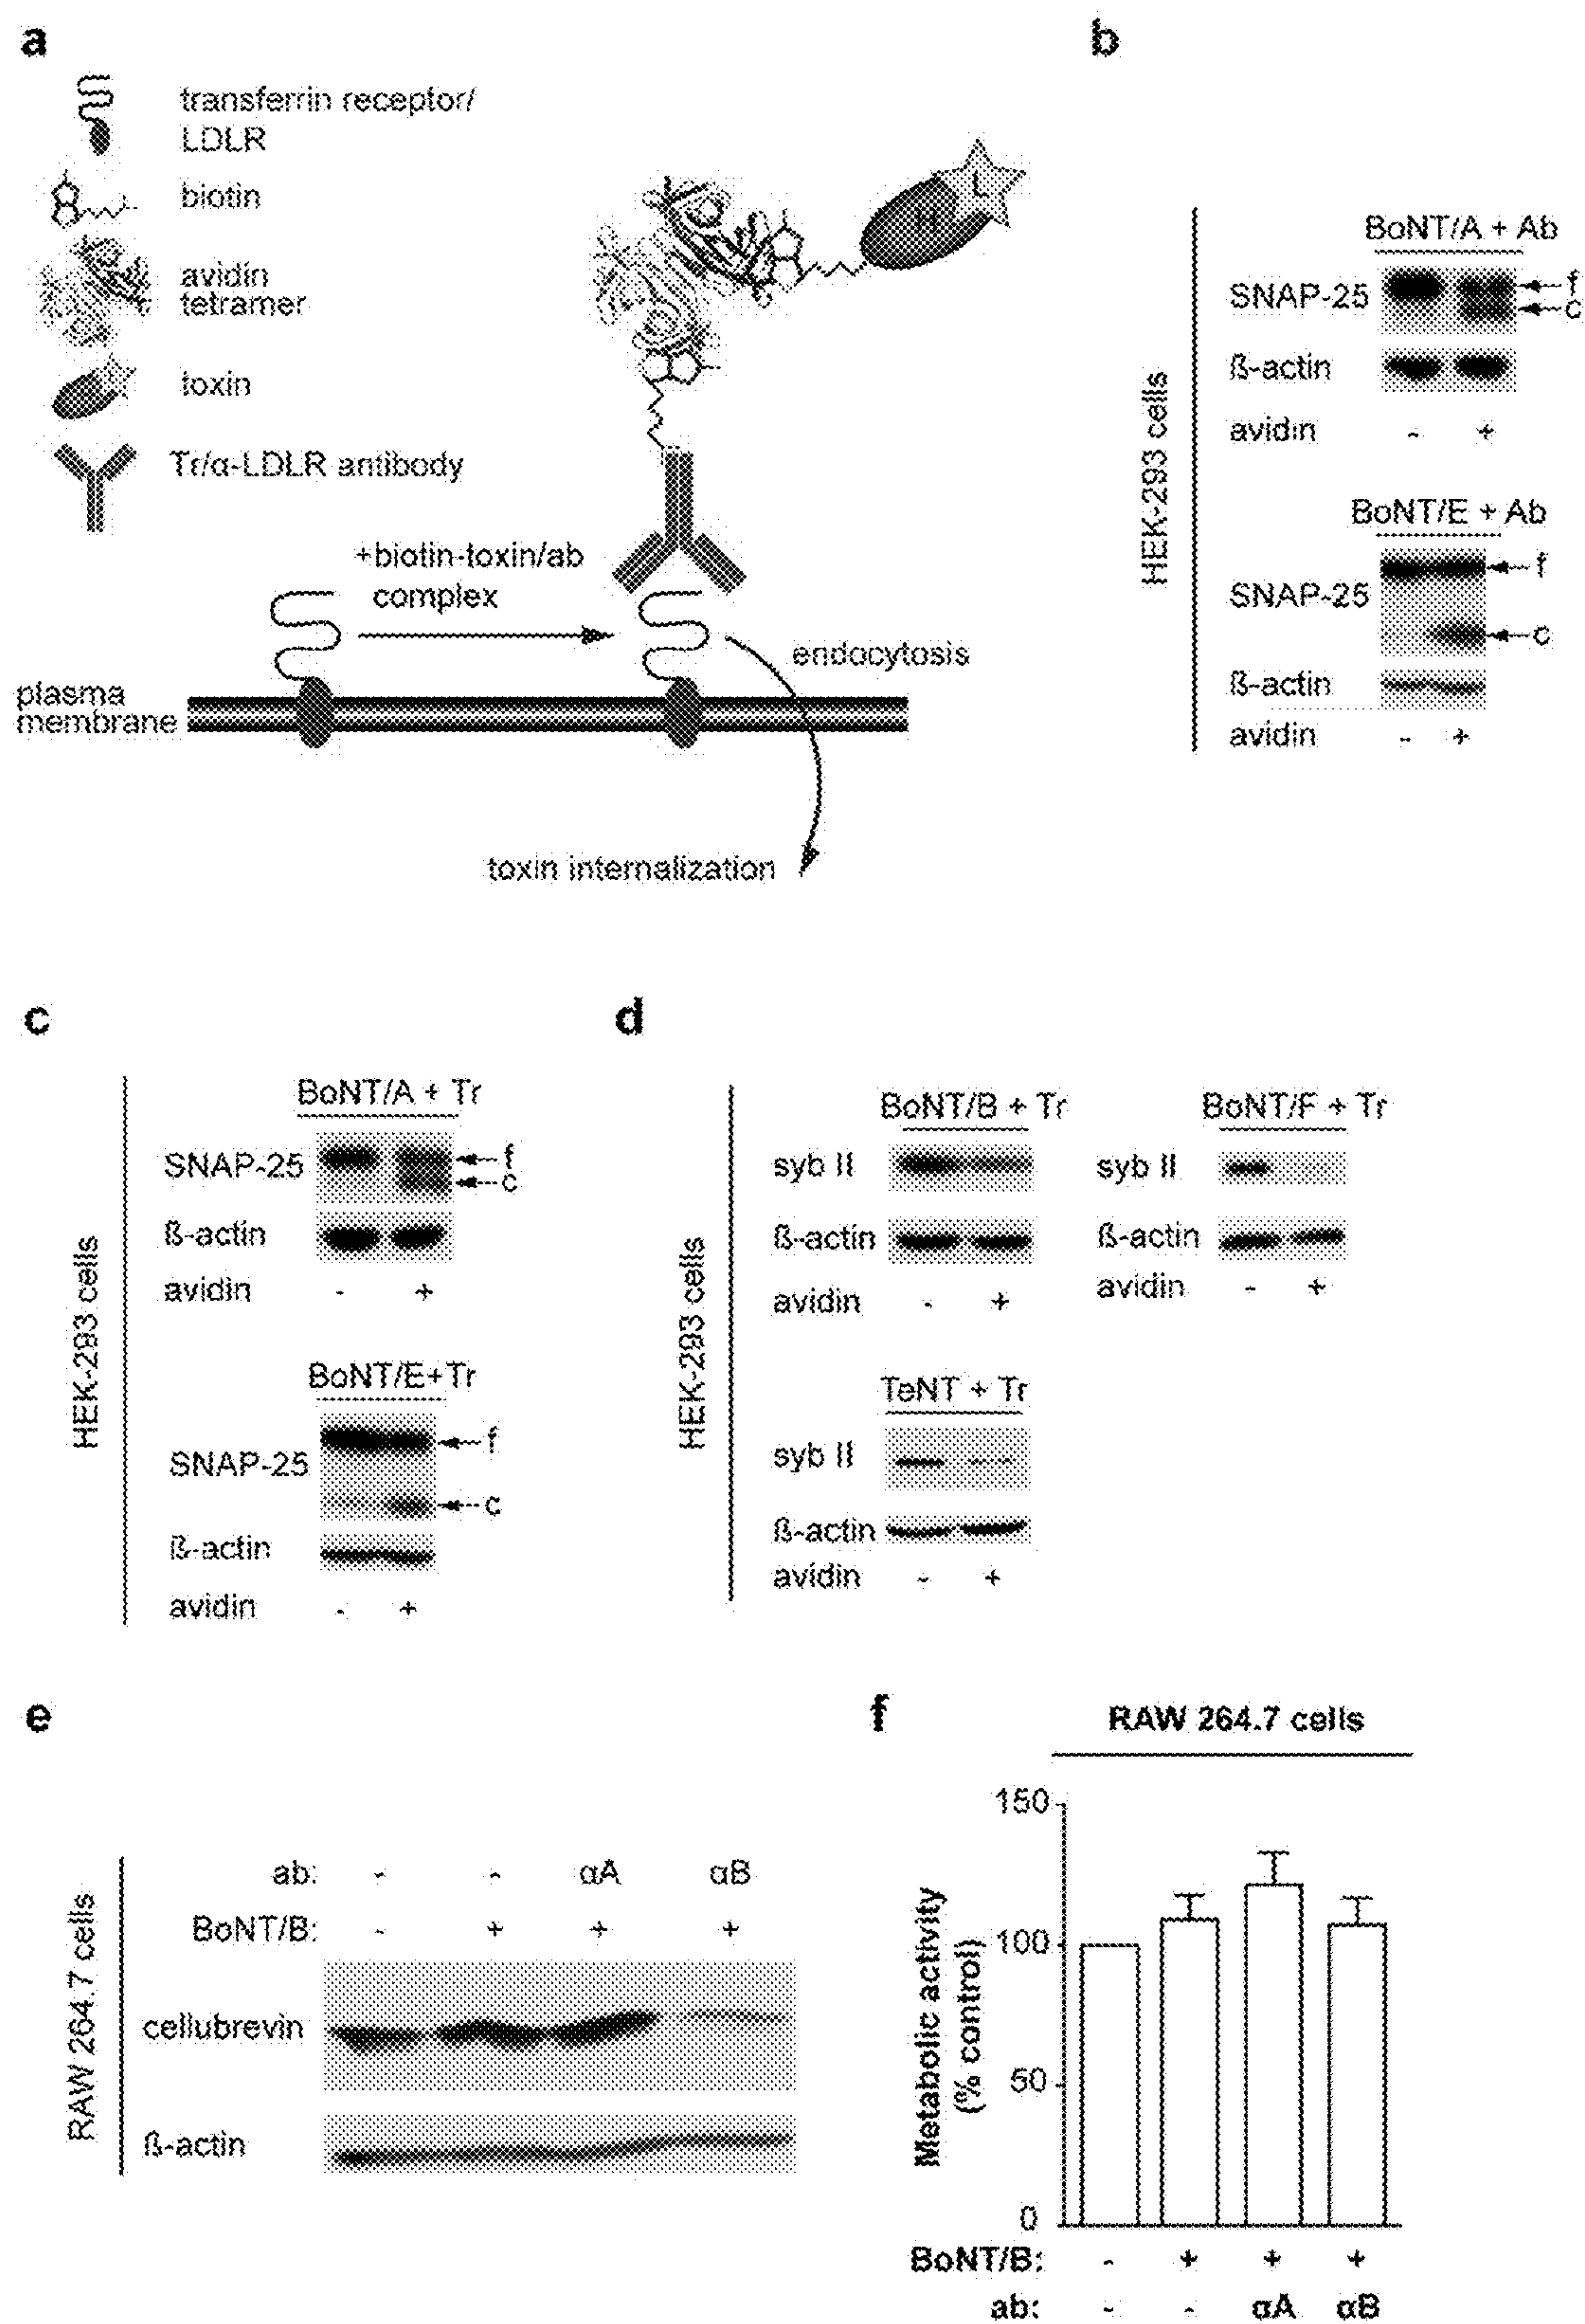 a
transferrin receptor/
LDLR
biotin
avidin
tetramer
toxin
Tr/α-LDLR antibody
H
L
+biotin-toxin/ab
complex
endocytosis
plasma
membrane
toxin internalization
b
HEK-293 cells
BoNT/A + Ab
SNAP-25
f
c
ß-actin
avidin - +
BoNT/E + Ab
SNAP-25
f
c
ß-actin
avidin - +
c
HEK-293 cells
BoNT/A + Tr
SNAP-25
f
c
ß-actin
avidin - +
BoNT/E+Tr
SNAP-25
f
c
ß-actin
avidin - +
d
HEK-293 cells
BoNT/B + Tr
syb II
ß-actin
avidin - +
BoNT/F + Tr
syb II
ß-actin
avidin - +
TeNT + Tr
syb II
ß-actin
avidin - +
e
RAW 264.7 cells
ab: - - αA αB
BoNT/B: - + + +
cellubrevin
ß-actin
f
RAW 264.7 cells
Metabolic activity
(% control)
150
100
50
0
BoNT/B: - + + +
ab: - - αA αB